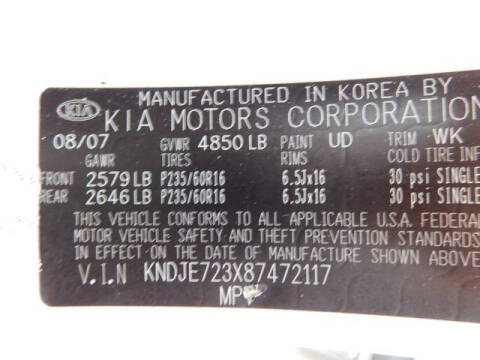 MANUFACTURED IN KOREA BY
KIA KIA MOTORS CORPORATION
08/07 GVWR 4850 LB PAINT UD TRIM WK
GAWR TIRES RIMS COLD TIRE INF
FRONT 2579 LB P235/60R16 6.5Jx16 30 psi SINGLE
REAR 2646 LB P235/60R16 6.5Jx16 30 psi SINGLE
THIS VEHICLE CONFORMS TO ALL APPLICABLE U.S.A. FEDERAL
MOTOR VEHICLE SAFETY AND THEFT PREVENTION STANDARDS
IN EFFECT ON THE DATE OF MANUFACTURE SHOWN ABOVE
V.I.N KNDJE723X87472117